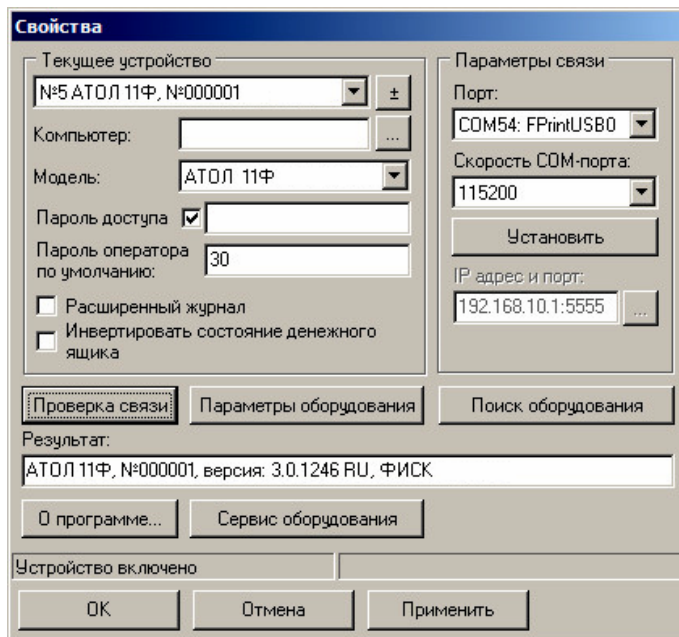 Свойства
Текущее устройство
№5 АТОЛ 11Ф, №000001
±
Компьютер:
...
Модель:
АТОЛ 11Ф
Пароль доступа
Пароль оператора
по умолчанию:
30
Расширенный журнал
Инвертировать состояние денежного
ящика
Параметры связи
Порт:
COM54: FPrintUSB0
Скорость COM-порта:
115200
Установить
IP адрес и порт:
192.168.10.1:5555
...
Проверка связи
Параметры оборудования
Поиск оборудования
Результат:
АТОЛ 11Ф, №000001, версия: 3.0.1246 RU, ФИСК
О программе...
Сервис оборудования
Устройство включено
OK
Отмена
Применить